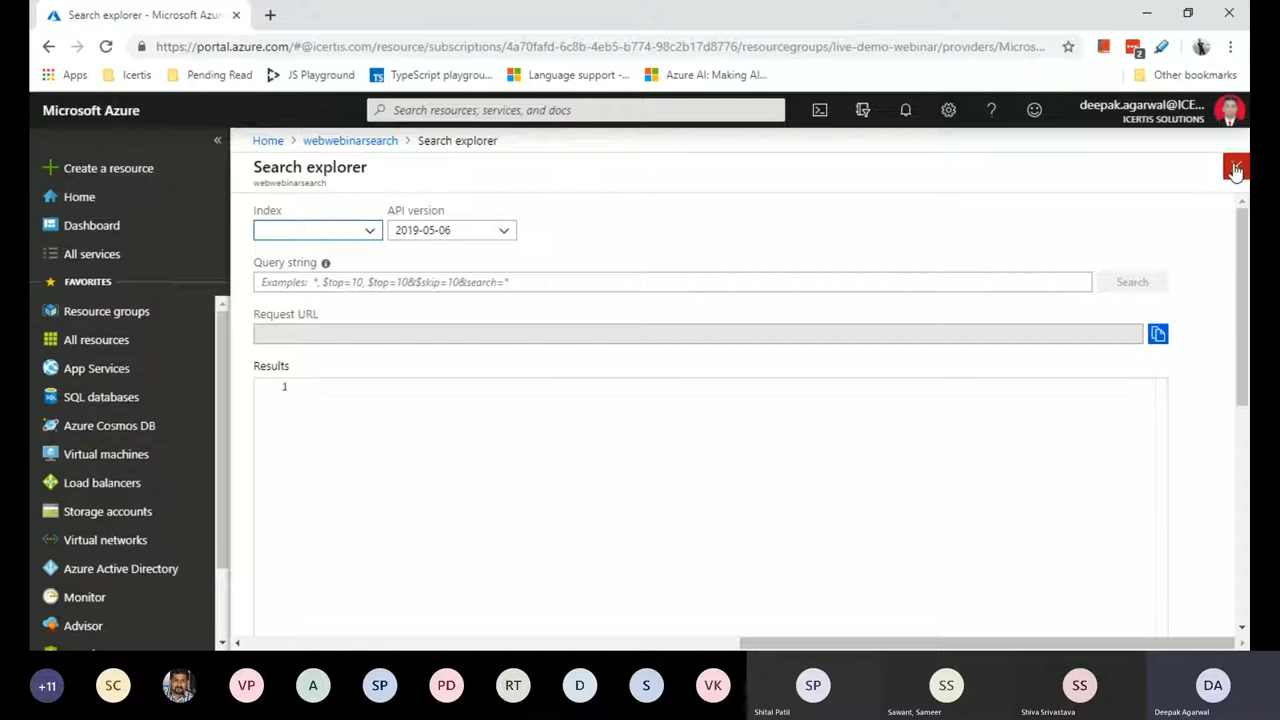 Search explorer - Microsoft Azu
https://portal.azure.com/#@icertis.com/resource/subscriptions/4a70fafd-6c8b-4eb5-b774-98c2b17d8776/resourcegroups/live-demo-webinar/providers/Micros...
2
Apps
Icertis
Pending Read
JS Playground
TS
TypeScript playgrou...
Language support -...
Azure AI: Making AI...
Other bookmarks
Microsoft Azure
Search resources, services, and docs
deepak.agarwal@ICE...
ICERTIS SOLUTIONS
Home
webwebinarsearch
Search explorer
Create a resource
Home
Dashboard
All services
FAVORITES
Resource groups
All resources
App Services
SQL databases
Azure Cosmos DB
Virtual machines
Load balancers
Storage accounts
Virtual networks
Azure Active Directory
Monitor
Advisor
Search explorer
webwebinarsearch
Index
API version
2019-05-06
Query string
Examples: *, $top=10, $top=10&$skip=10&search=*
Search
Request URL
Results
1
+11
SC
VP
A
SP
PD
RT
D
S
VK
SP
Shital Patil
SS
Sawant, Sameer
SS
Shiva Srivastava
DA
Deepak Agarwal